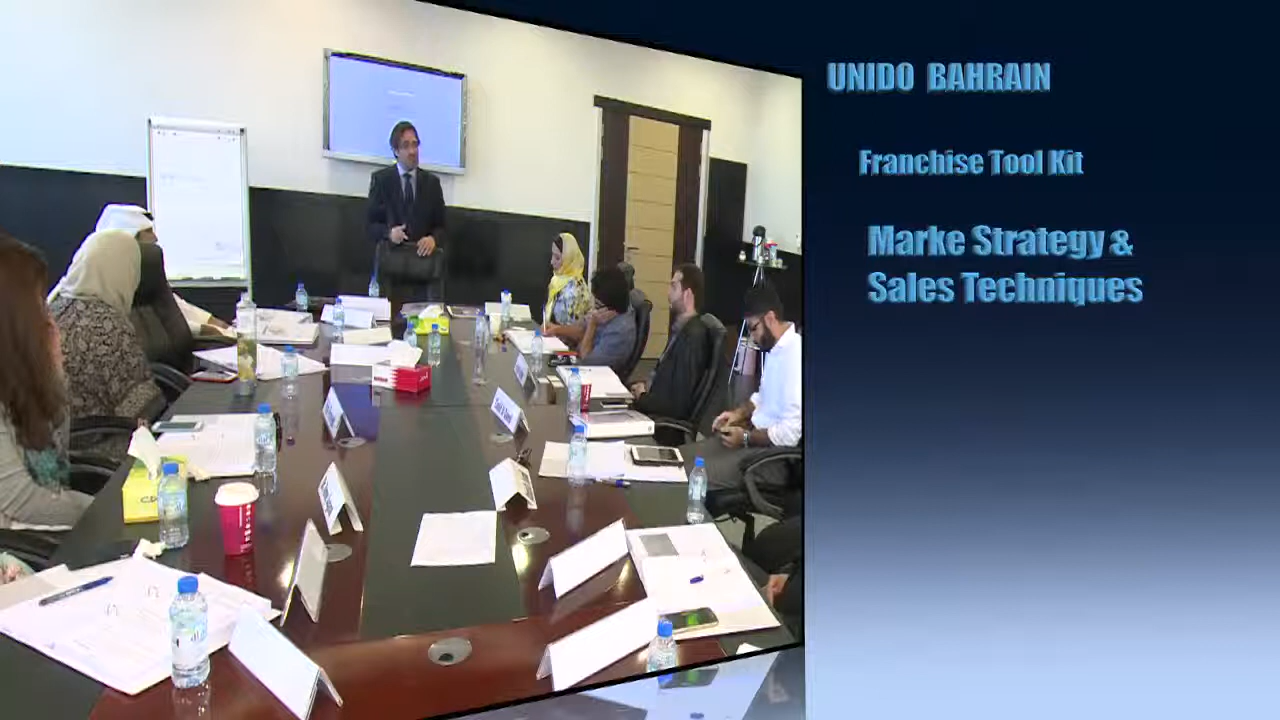 UNIDO BAHRAIN
Franchise Tool Kit
Marke Strategy &
Sales Techniques